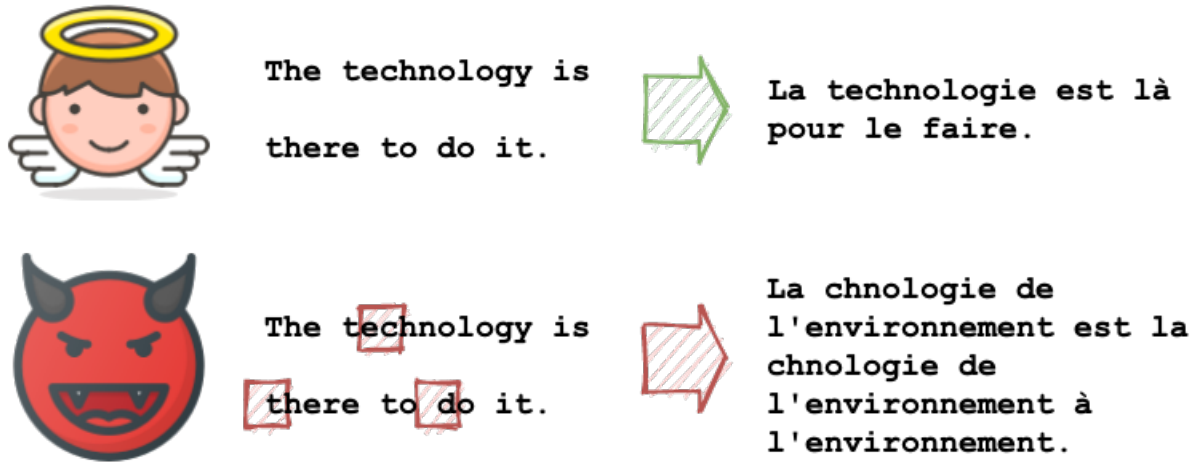 The technology is
there to do it.
La technologie est là
pour le faire.
The technology is
there to do it.
La chnologie de
l'environnement est la
chnologie de
l'environnement à
l'environnement.